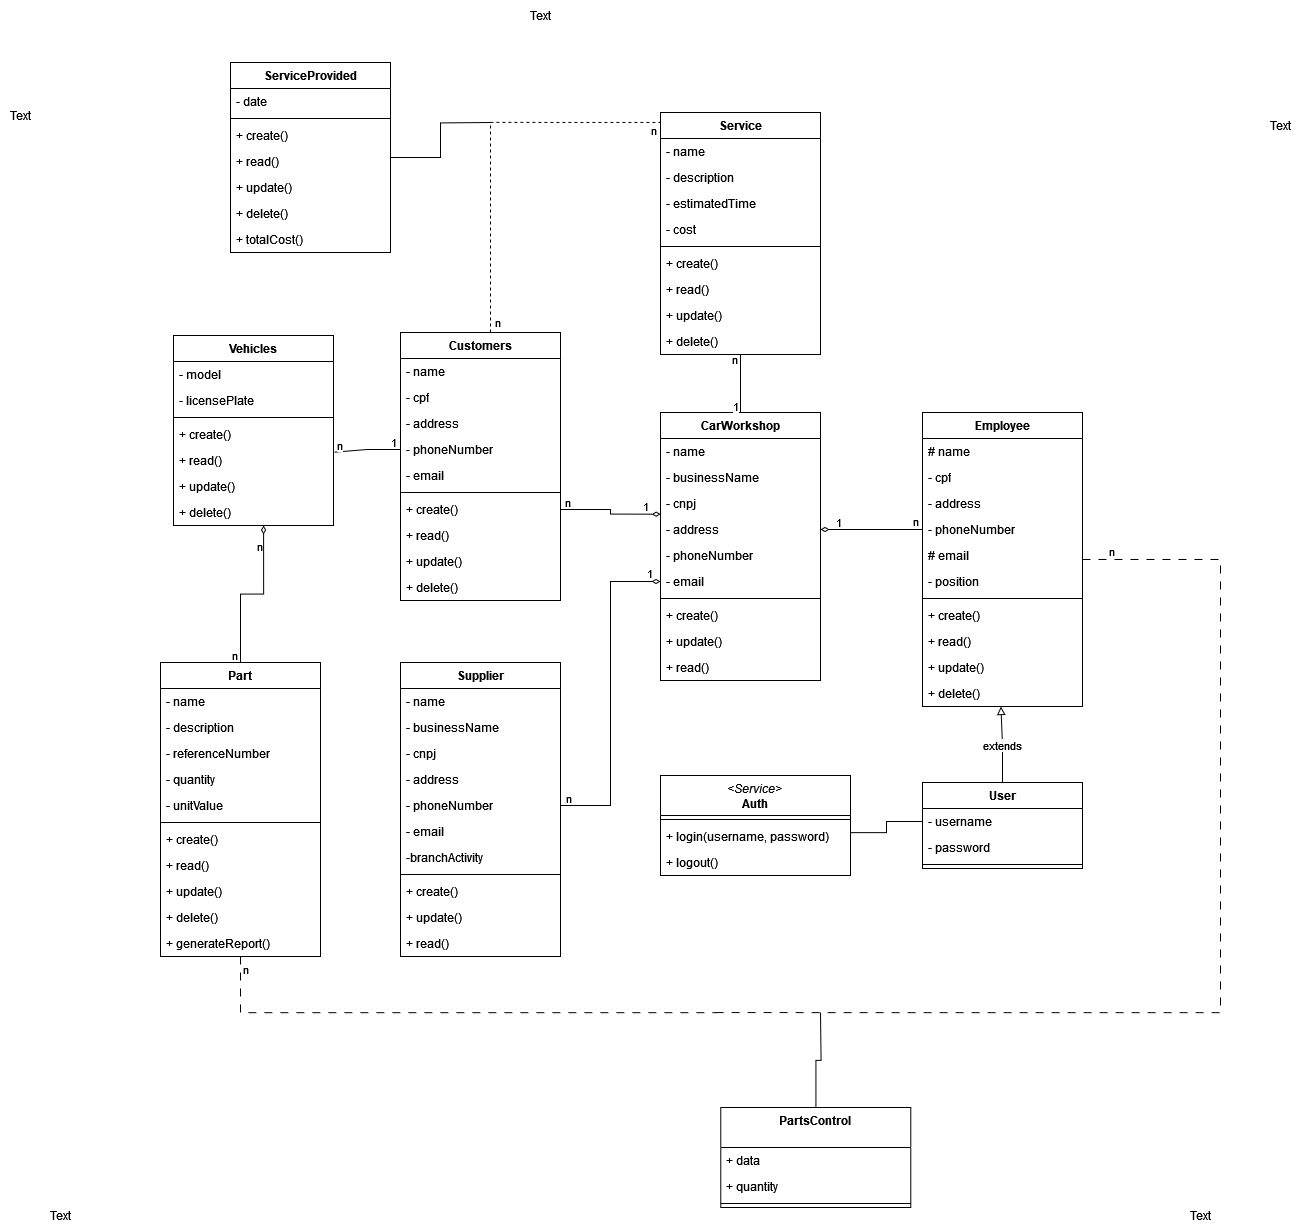 Text
Text
Text
ServiceProvided
- date
+ create()
+ read()
+ update()
+ delete()
+ totalCost()
n
Service
- name
- description
- estimatedTime
- cost
+ create()
+ read()
+ update()
+ delete()
n
1
n
Vehicles
- model
- licensePlate
+ create()
+ read()
+ update()
+ delete()
n
1
n
n
Customers
- name
- cpf
- address
- phoneNumber
- email
+ create()
+ read()
+ update()
+ delete()
n
1
CarWorkshop
- name
- businessName
- cnpj
- address
- phoneNumber
- email
+ create()
+ update()
+ read()
1
1
n
Employee
# name
- cpf
- address
- phoneNumber
# email
- position
+ create()
+ read()
+ update()
+ delete()
n
extends
Part
- name
- description
- referenceNumber
- quantity
- unitValue
+ create()
+ read()
+ update()
+ delete()
+ generateReport()
n
Supplier
- name
- businessName
- cnpj
- address
- phoneNumber
- email
-branchActivity
+ create()
+ update()
+ read()
n
<Service>
Auth
+ login(username, password)
+ logout()
User
- username
- password
PartsControl
+ data
+ quantity
Text
Text